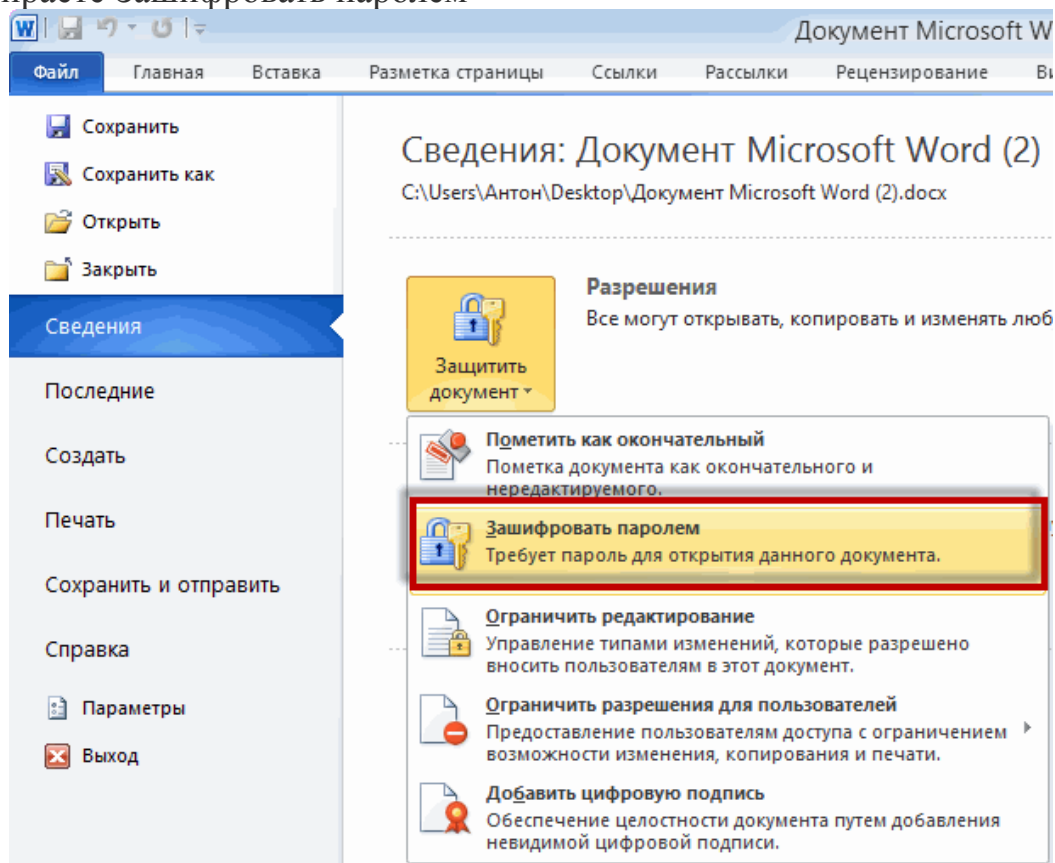 Зашифровать паролем
Документ Microsoft W
Файл Главная Вставка Разметка страницы Ссылки Рассылки Рецензирование
Сохранить
Сохранить как
Открыть
Закрыть
Сведения
Последние
Создать
Печать
Сохранить и отправить
Справка
Параметры
Выход
Сведения: Документ Microsoft Word (2)
C:\Users\Антон\Desktop\Документ Microsoft Word (2).docx
Защитить
документ
Разрешения
Все могут открывать, копировать и изменять люб
Пометить как окончательный
Пометка документа как окончательного и
нередактируемого.
Зашифровать паролем
Требует пароль для открытия данного документа.
Ограничить редактирование
Управление типами изменений, которые разрешено
вносить пользователям в этот документ.
Ограничить разрешения для пользователей
Предоставление пользователям доступа с ограничением
возможности изменения, копирования и печати.
Добавить цифровую подпись
Обеспечение целостности документа путем добавления
невидимой цифровой подписи.